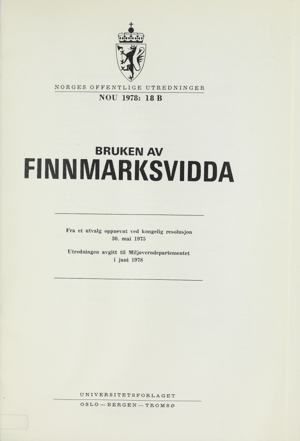 NORGES OFFENTLIGE UTREDNINGER
NOU 1978: 18 B
BRUKEN AV
FINNMARKSVIDDA
Fra et utvalg oppnevnt ved kongelig resolusjon
30. mai 1975
Utredningen avgitt til Miljøverndepartementet
i juni 1978
UNIVERSITETSFORLAGET
OSLO — BERGEN — TROMSØ